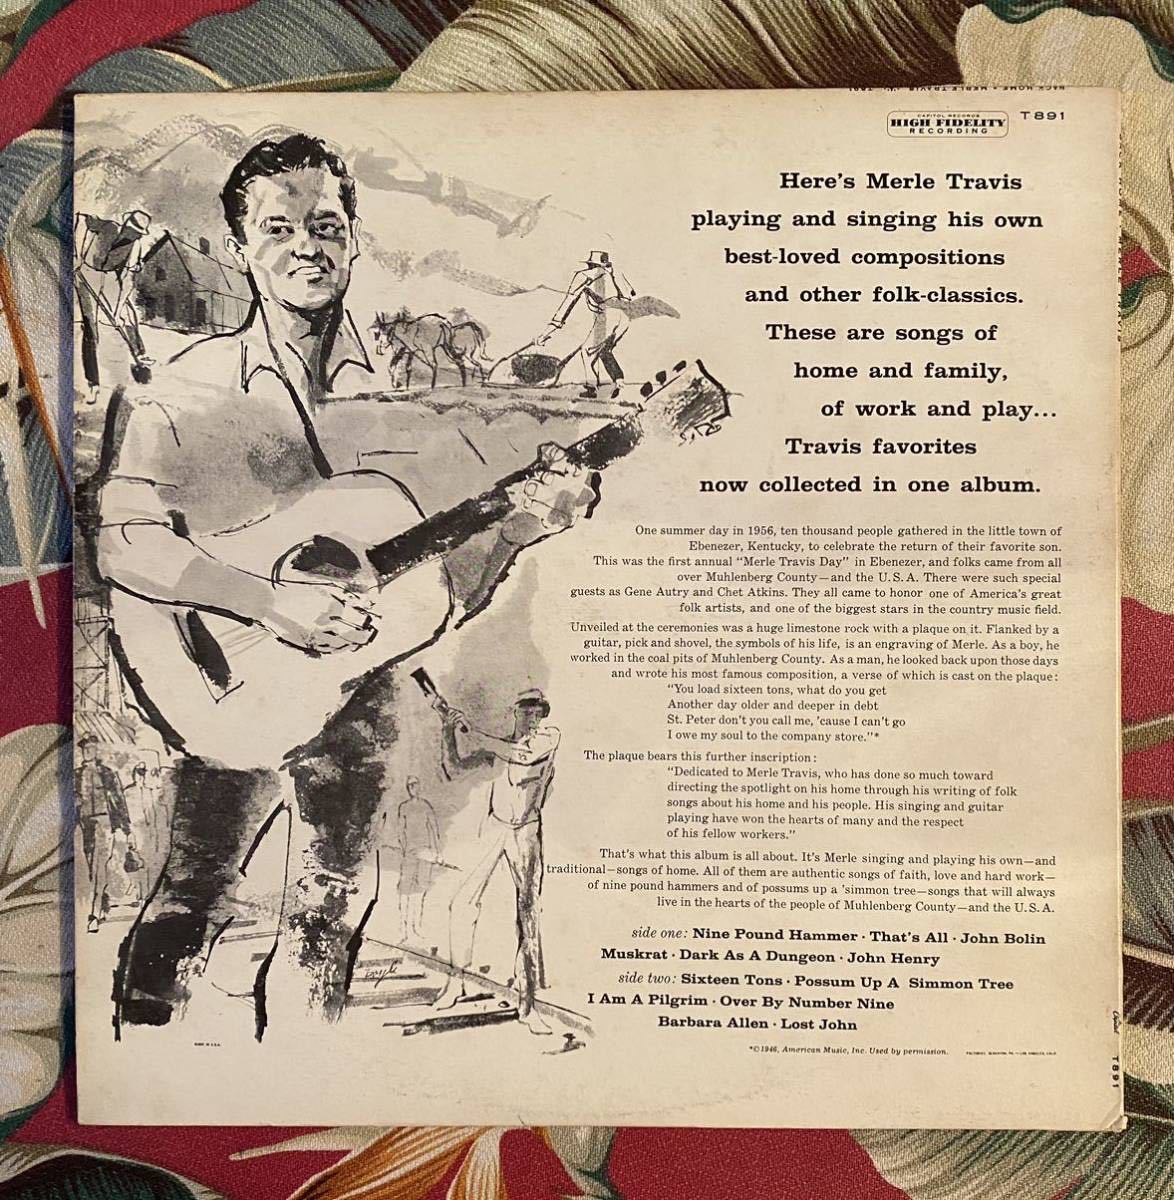 CAPITOL RECORDS
HIGH FIDELITY
RECORDING
T891
Here's Merle Travis
playing and singing his own
best-loved compositions
and other folk-classics.
These are songs of
home and family,
of work and play...
Travis favorites
now collected in one album.
One summer day in 1956, ten thousand people gathered in the little town of
Ebenezer, Kentucky, to celebrate the return of their favorite son.
This was the first annual "Merle Travis Day" in Ebenezer, and folks came from all
over Muhlenberg County—and the U.S.A. There were such special
guests as Gene Autry and Chet Atkins. They all came to honor one of America's great
folk artists, and one of the biggest stars in the country music field.
Unveiled at the ceremonies was a huge limestone rock with a plaque on it. Flanked by a
guitar, pick and shovel, the symbols of his life, is an engraving of Merle. As a boy, he
worked in the coal pits of Muhlenberg County. As a man, he looked back upon those days
and wrote his most famous composition, a verse of which is cast on the plaque:
"You load sixteen tons, what do you get
Another day older and deeper in debt
St. Peter don't you call me, 'cause I can't go
I owe my soul to the company store."*
The plaque bears this further inscription:
"Dedicated to Merle Travis, who has done so much toward
directing the spotlight on his home through his writing of folk
songs about his home and his people. His singing and guitar
playing have won the hearts of many and the respect
of his fellow workers."
That's what this album is all about. It's Merle singing and playing his own—and
traditional—songs of home. All of them are authentic songs of faith, love and hard work—
of nine pound hammers and of possums up a 'simmon tree—songs that will always
live in the hearts of the people of Muhlenberg County—and the U.S.A.
side one: Nine Pound Hammer · That's All · John Bolin
Muskrat · Dark As A Dungeon · John Henry
side two: Sixteen Tons · Possum Up A Simmon Tree
I Am A Pilgrim · Over By Number Nine
Barbara Allen · Lost John
*©1946, American Music, Inc. Used by permission.
MADE IN U.S.A.
T891